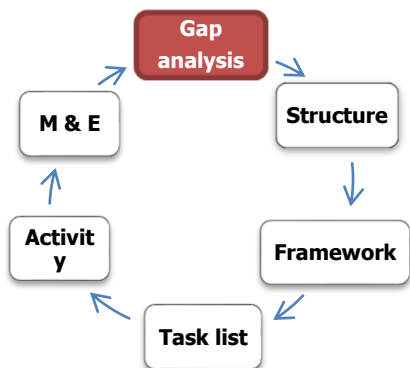 Gap
analysis
Structure
Framework
Task list
Activit
y
M & E